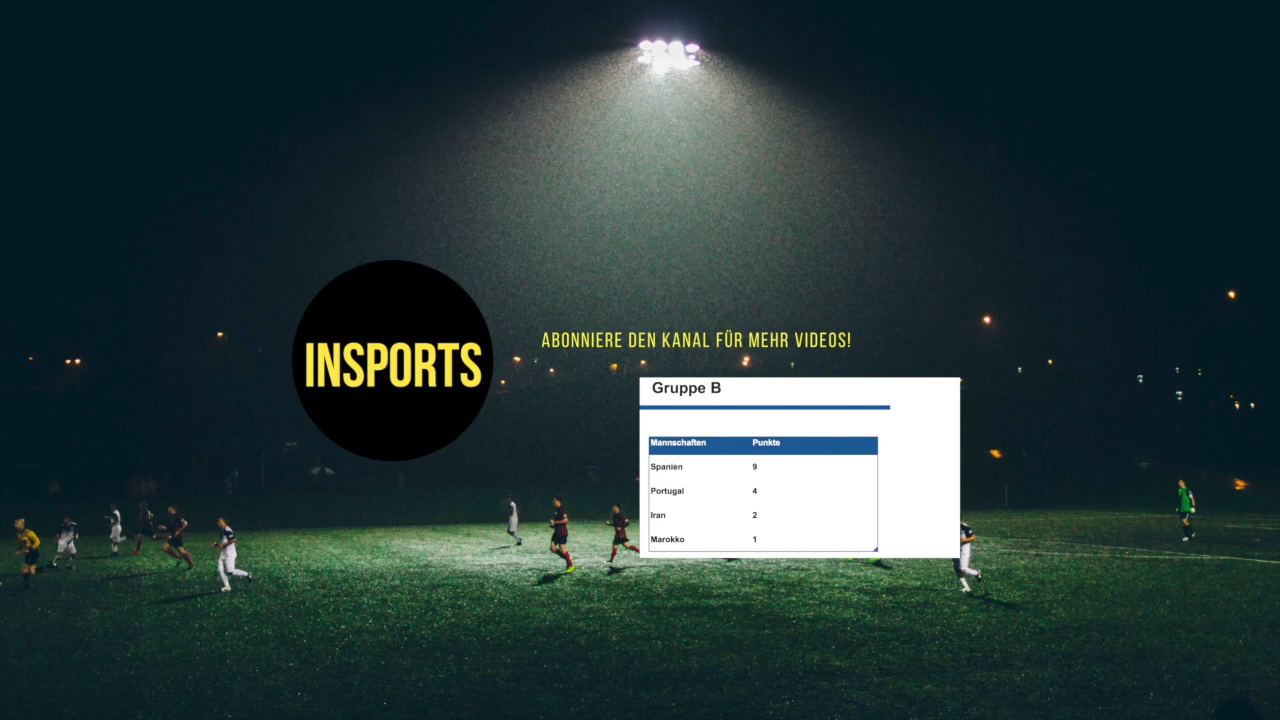 ABONNIERE DEN KANAL FÜR MEHR VIDEOS!
INSPORTS
Gruppe B
Mannschaften Punkte
Spanien 9
Portugal 4
Iran 2
Marokko 1